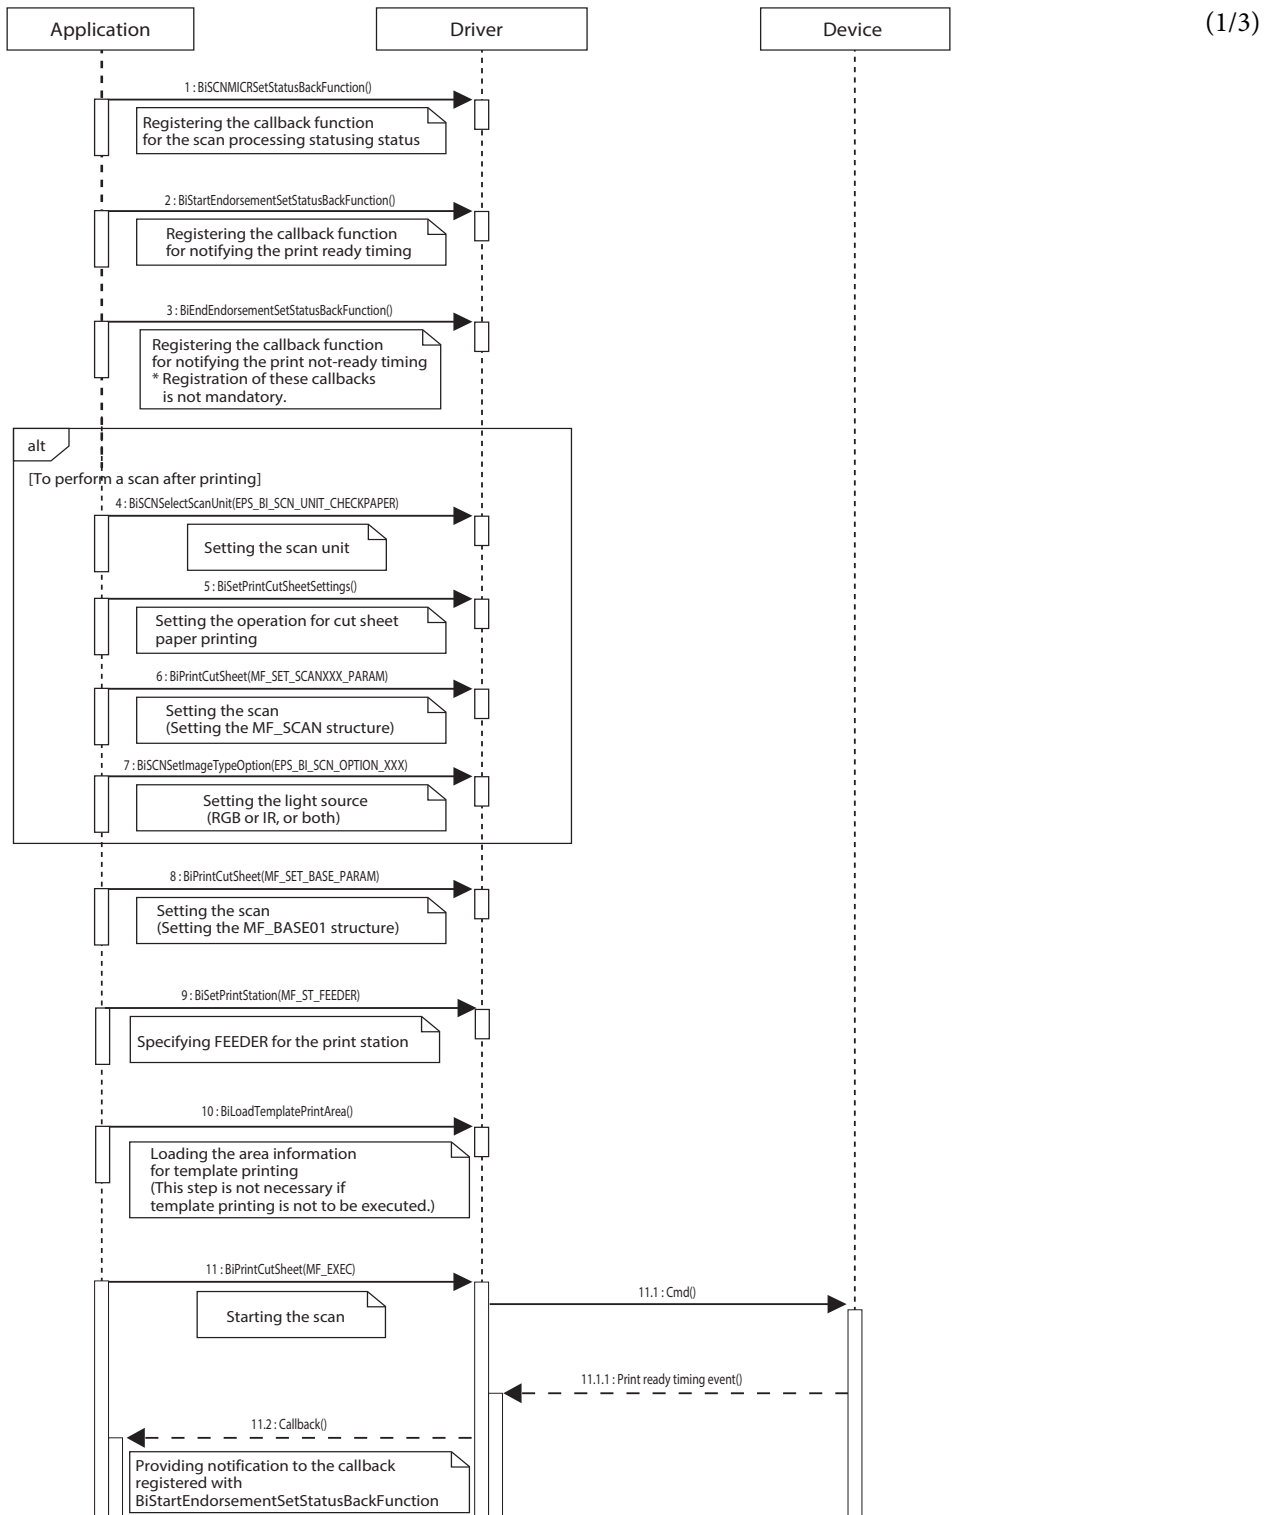 Application
Driver
Device
(1/3)
1 : BiSCNMICRSetStatusBackFunction()
Registering the callback function
for the scan processing statusing status
2 : BiStartEndorsementSetStatusBackFunction()
Registering the callback function
for notifying the print ready timing
3 : BiEndEndorsementSetStatusBackFunction()
Registering the callback function
for notifying the print not-ready timing
* Registration of these callbacks
is not mandatory.
alt
[To perform a scan after printing]
4 : BiSCNSelectScanUnit(EPS_BI_SCN_UNIT_CHECKPAPER)
Setting the scan unit
5 : BiSetPrintCutSheetSettings()
Setting the operation for cut sheet
paper printing
6 : BiPrintCutSheet(MF_SET_SCANXXX_PARAM)
Setting the scan
(Setting the MF_SCAN structure)
7 : BiSCNSetImageTypeOption(EPS_BI_SCN_OPTION_XXX)
Setting the light source
(RGB or IR, or both)
8 : BiPrintCutSheet(MF_SET_BASE_PARAM)
Setting the scan
(Setting the MF_BASE01 structure)
9 : BiSetPrintStation(MF_ST_FEEDER)
Specifying FEEDER for the print station
10 : BiLoadTemplatePrintArea()
Loading the area information
for template printing
(This step is not necessary if
template printing is not to be executed.)
11 : BiPrintCutSheet(MF_EXEC)
Starting the scan
11.1 : Cmd()
11.1.1 : Print ready timing event()
11.2 : Callback()
Providing notification to the callback
registered with
BiStartEndorsementSetStatusBackFunction